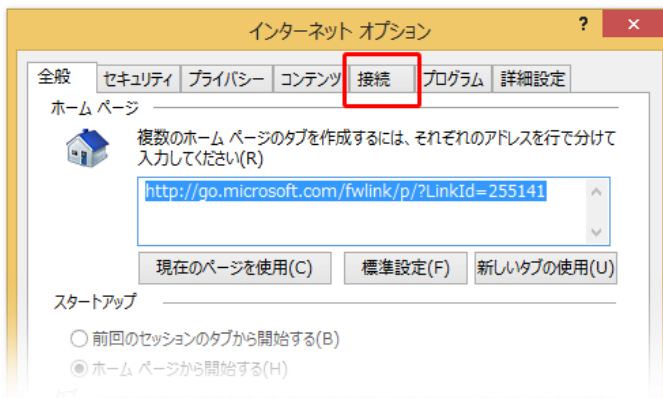 インターネット オプション
? ×
全般 セキュリティ プライバシー コンテンツ 接続 プログラム 詳細設定
ホーム ページ
複数のホーム ページのタブを作成するには、それぞれのアドレスを行で分けて
入力してください(R)
http://go.microsoft.com/fwlink/p/?LinkId=255141
現在のページを使用(C) 標準設定(F) 新しいタブの使用(U)
スタートアップ
前回のセッションのタブから開始する(B)
ホーム ページから開始する(H)
タブ